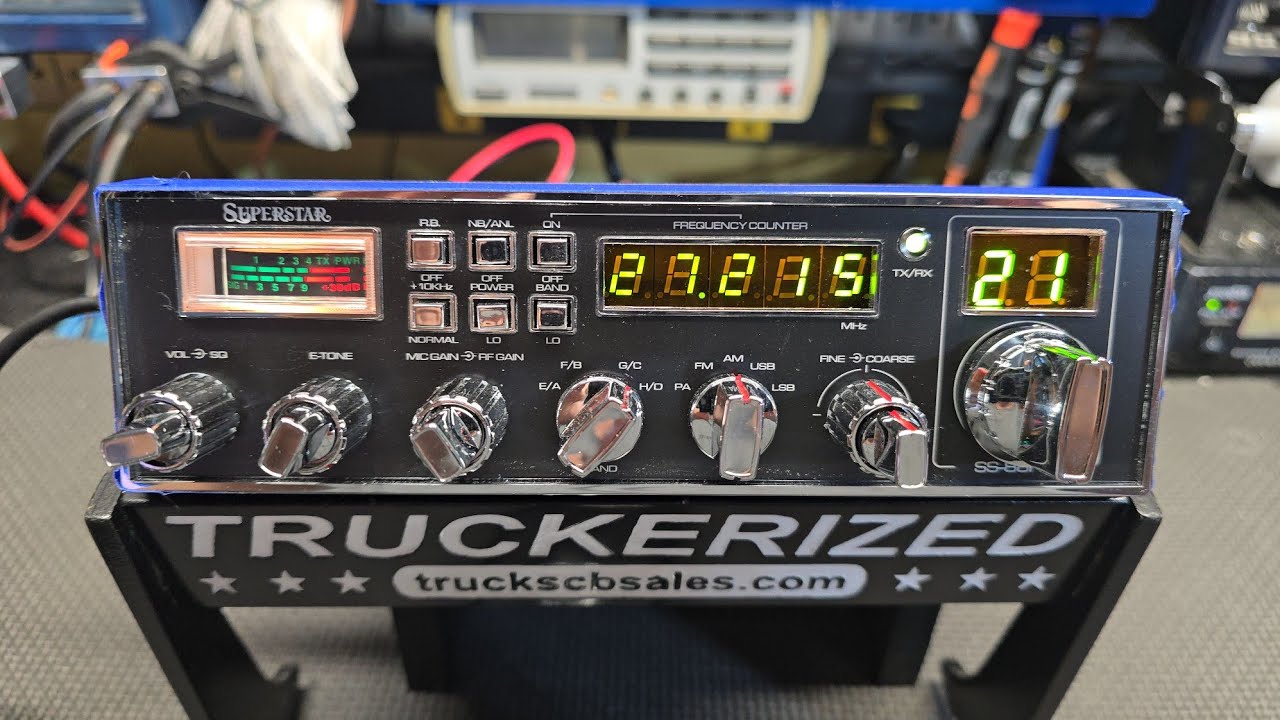 SUPERSTAR
R.B. NB/ANL ON
FREQUENCY COUNTER
OFF OFF OFF
+10KHz POWER BAND
NORMAL LO LO
1 2 3 4 TX PWR
1 3 5 7 9 +30dB
27.215
MHz
TX/RX
21
VOL SQ
E-TONE
MIC GAIN RF GAIN
E/A F/B G/C H/D
PA FM AM USB LSB
FINE COARSE
TRUCKERIZED
truckscbsales.com